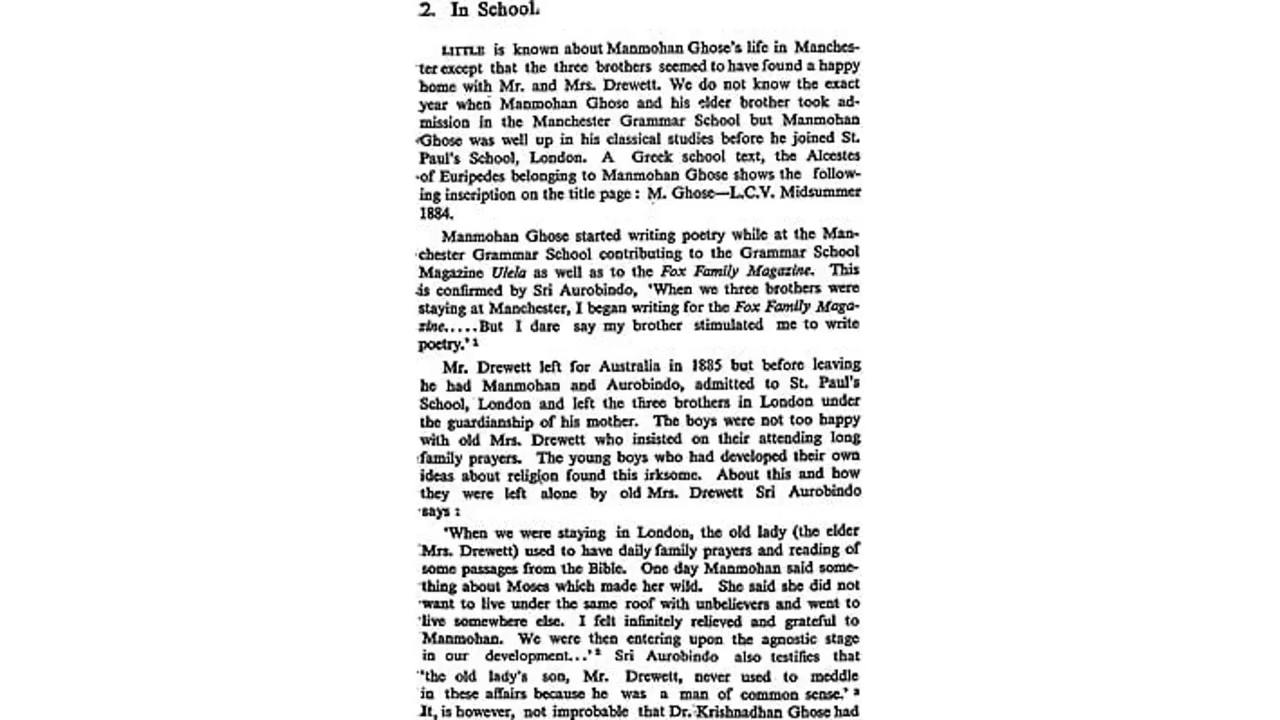 2. In School.
LITTLE is known about Manmohan Ghose's life in Manches-
ter except that the three brothers seemed to have found a happy
home with Mr. and Mrs. Drewett. We do not know the exact
year when Manmohan Ghose and his elder brother took ad-
mission in the Manchester Grammar School but Manmohan
Ghose was well up in his classical studies before he joined St.
Paul's School, London. A Greek school text, the Alcestes
of Euripedes belonging to Manmohan Ghose shows the follow-
ing inscription on the title page : M. Ghose—L.C.V. Midsummer
1884.
Manmohan Ghose started writing poetry while at the Man-
chester Grammar School contributing to the Grammar School
Magazine Ulela as well as to the Fox Family Magazine. This
is confirmed by Sri Aurobindo, 'When we three brothers were
staying at Manchester, I began writing for the Fox Family Maga-
zine.....But I dare say my brother stimulated me to write
poetry.' 1
Mr. Drewett left for Australia in 1885 but before leaving
he had Manmohan and Aurobindo, admitted to St. Paul's
School, London and left the three brothers in London under
the guardianship of his mother. The boys were not too happy
with old Mrs. Drewett who insisted on their attending long
family prayers. The young boys who had developed their own
ideas about religion found this irksome. About this and how
they were left alone by old Mrs. Drewett Sri Aurobindo
says :
'When we were staying in London, the old lady (the elder
Mrs. Drewett) used to have daily family prayers and reading of
some passages from the Bible. One day Manmohan said some-
thing about Moses which made her wild. She said she did not
want to live under the same roof with unbelievers and went to
live somewhere else. I felt infinitely relieved and grateful to
Manmohan. We were then entering upon the agnostic stage
in our development...' 2 Sri Aurobindo also testifies that
'the old lady's son, Mr. Drewett, never used to meddle
in these affairs because he was a man of common sense.' 3
It, is however, not improbable that Dr. Krishnadhan Ghose had